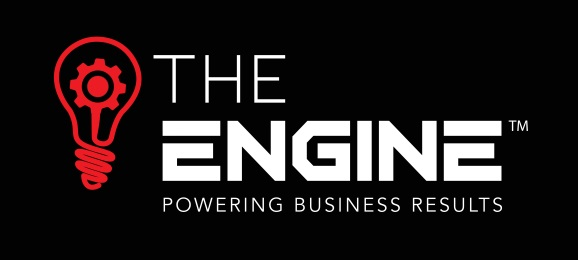 THE
ENGINE™
POWERING BUSINESS RESULTS